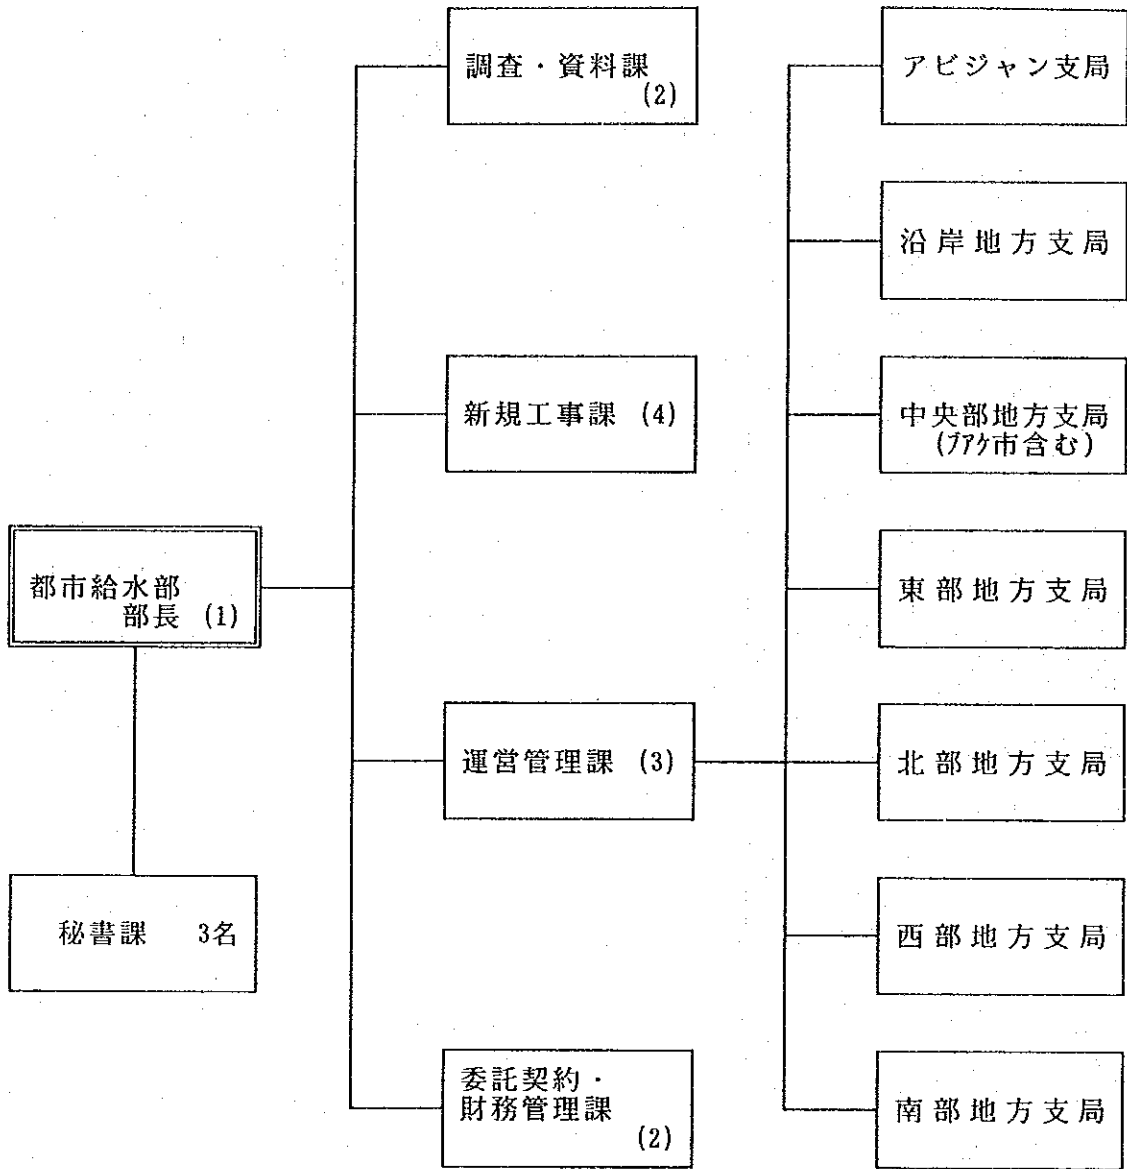 調査・資料課
(2)
新規工事課 (4)
都市給水部
部長 (1)
運営管理課 (3)
秘書課 3名
委託契約・
財務管理課
(2)
アビジャン支局
沿岸地方支局
中央部地方支局
(ブアケ市含む)
東部地方支局
北部地方支局
西部地方支局
南部地方支局